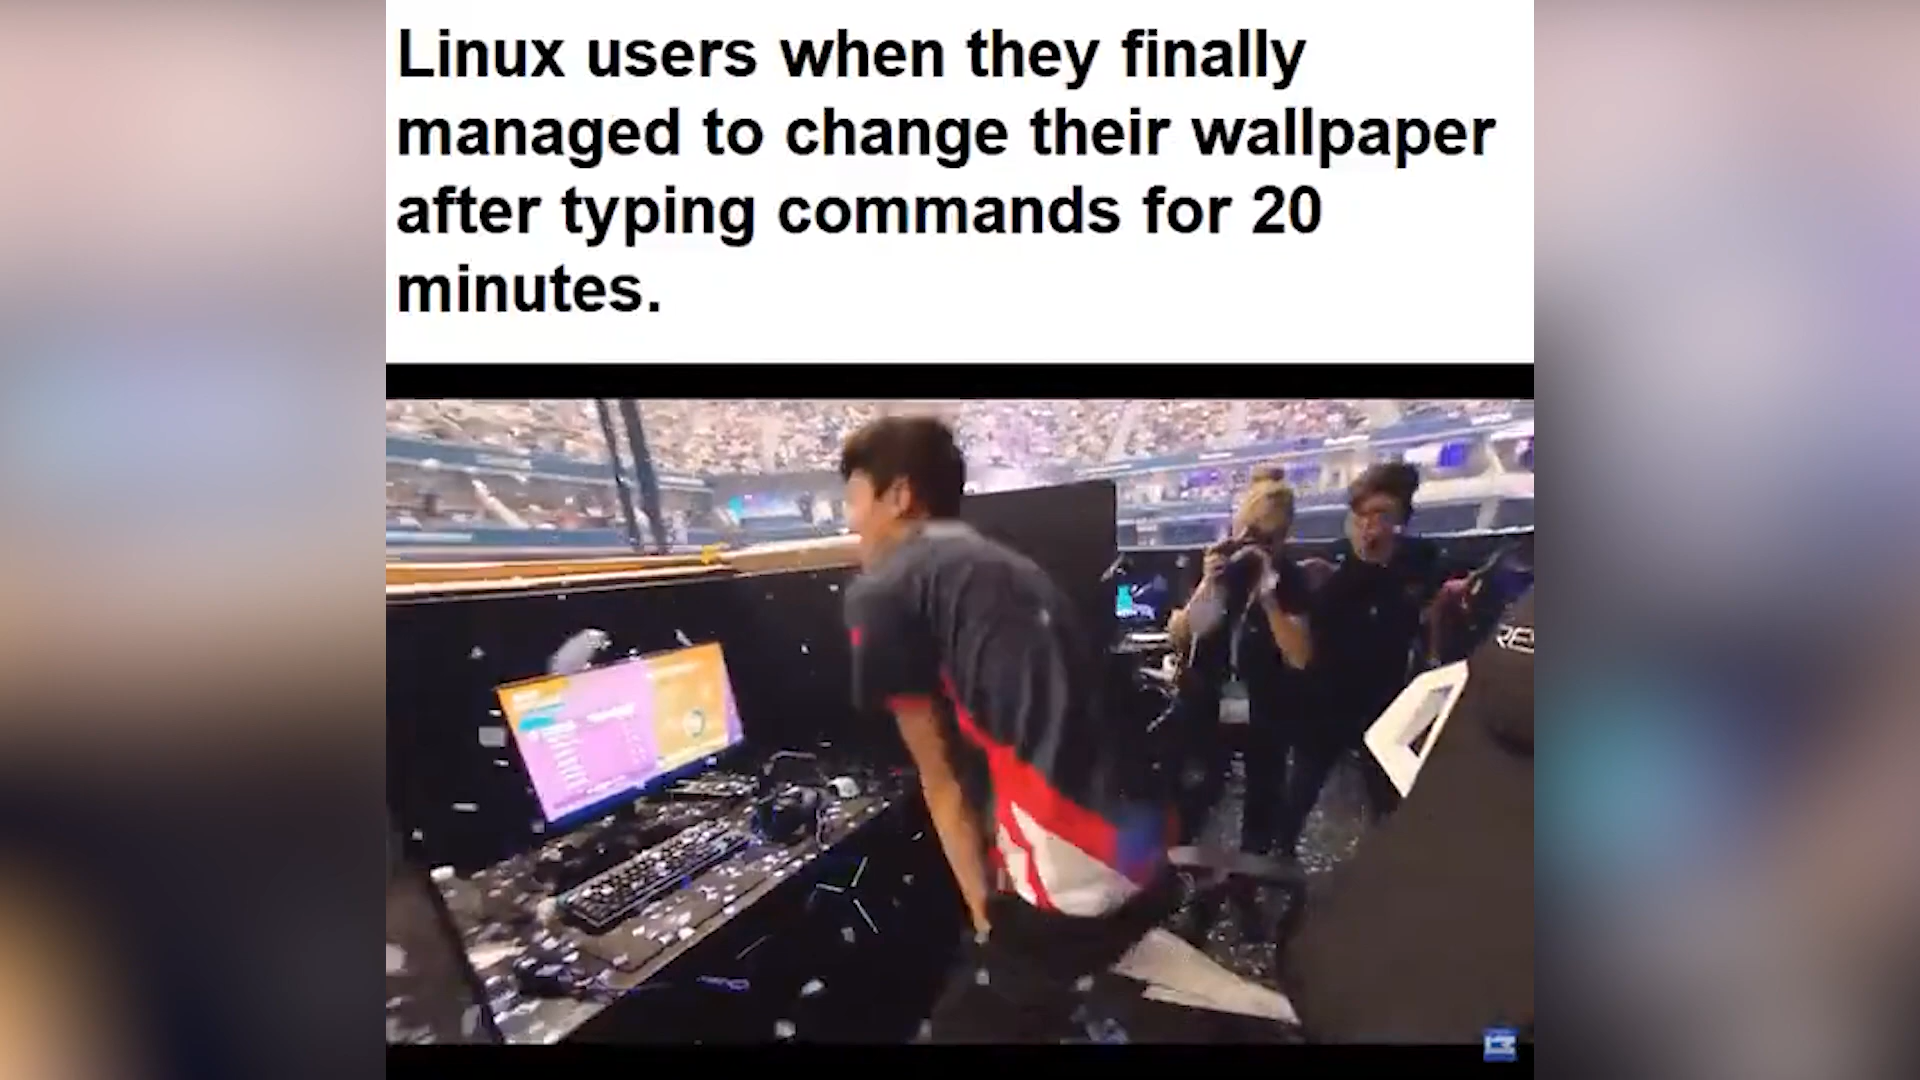 Linux users when they finally
managed to change their wallpaper
after typing commands for 20
minutes.